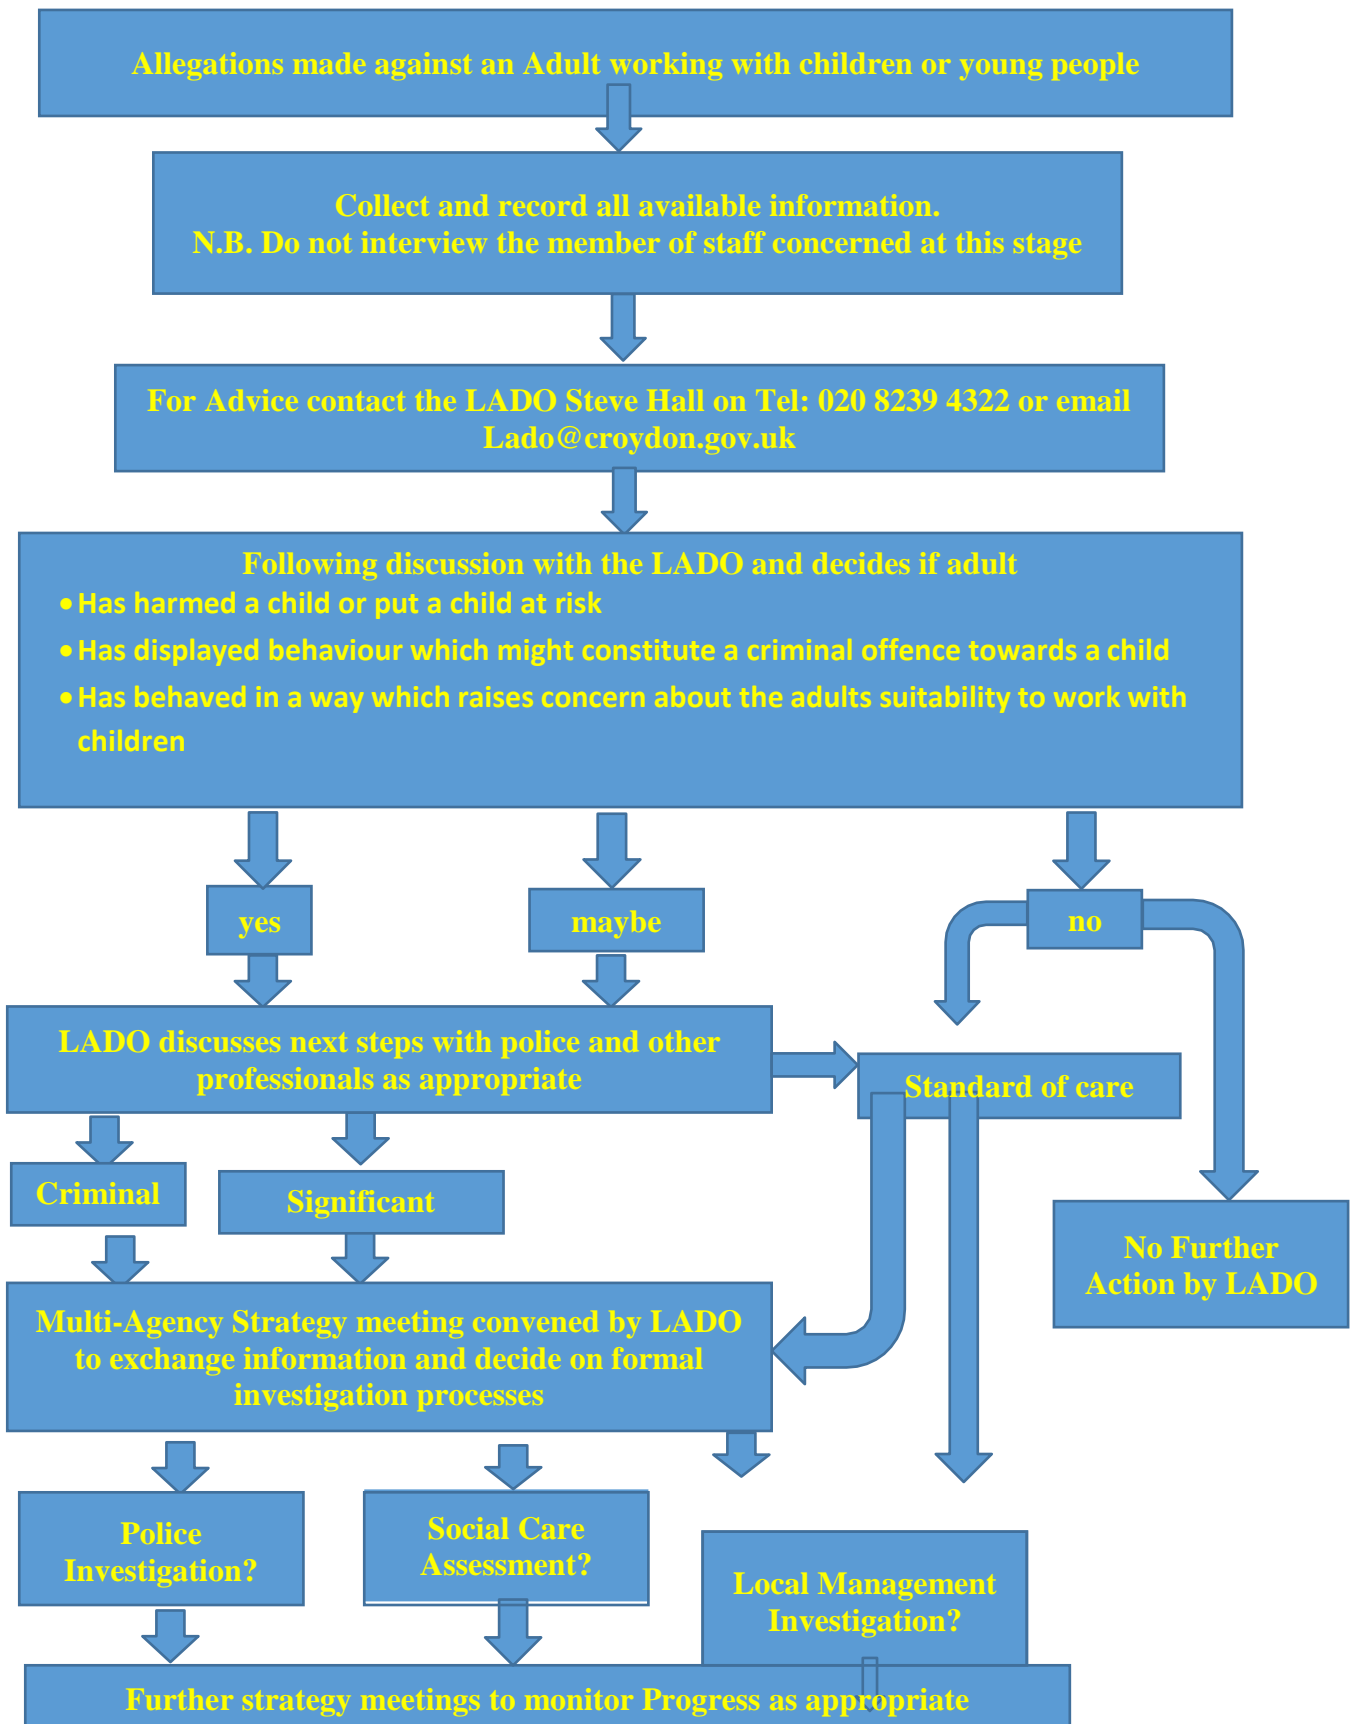 Allegations made against an Adult working with children or young people
Collect and record all available information.
N.B. Do not interview the member of staff concerned at this stage
For Advice contact the LADO Steve Hall on Tel: 020 8239 4322 or email
Lado@croydon.gov.uk
Following discussion with the LADO and decides if adult
• Has harmed a child or put a child at risk
• Has displayed behaviour which might constitute a criminal offence towards a child
• Has behaved in a way which raises concern about the adults suitability to work with
children
yes
maybe
no
LADO discusses next steps with police and other
professionals as appropriate
Standard of care
Criminal
Significant
No Further
Action by LADO
Multi-Agency Strategy meeting convened by LADO
to exchange information and decide on formal
investigation processes
Police
Investigation?
Social Care
Assessment?
Local Management
Investigation?
Further strategy meetings to monitor Progress as appropriate